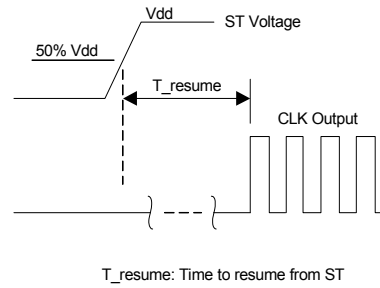 Vdd
ST Voltage
50% Vdd
T_resume
CLK Output
T_resume: Time to resume from ST